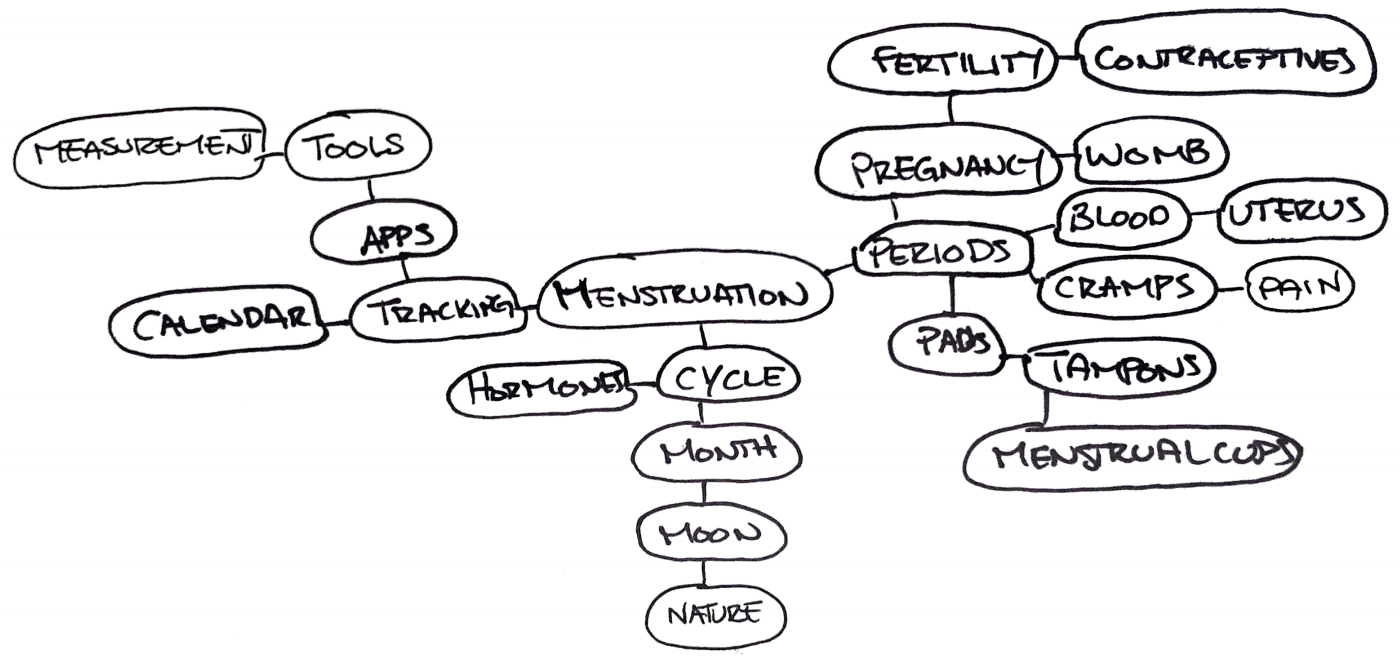 FERTILITY
CONTRACEPTIVES
MEASUREMENT
TOOLS
PREGNANCY
WOMB
APPS
BLOOD
UTERUS
PERIODS
CALENDAR
TRACKING
MENSTRUATION
CRAMPS
PAIN
PADS
TAMPONS
HORMONES
CYCLE
MONTH
MENSTRUAL CUPS
MOON
NATURE